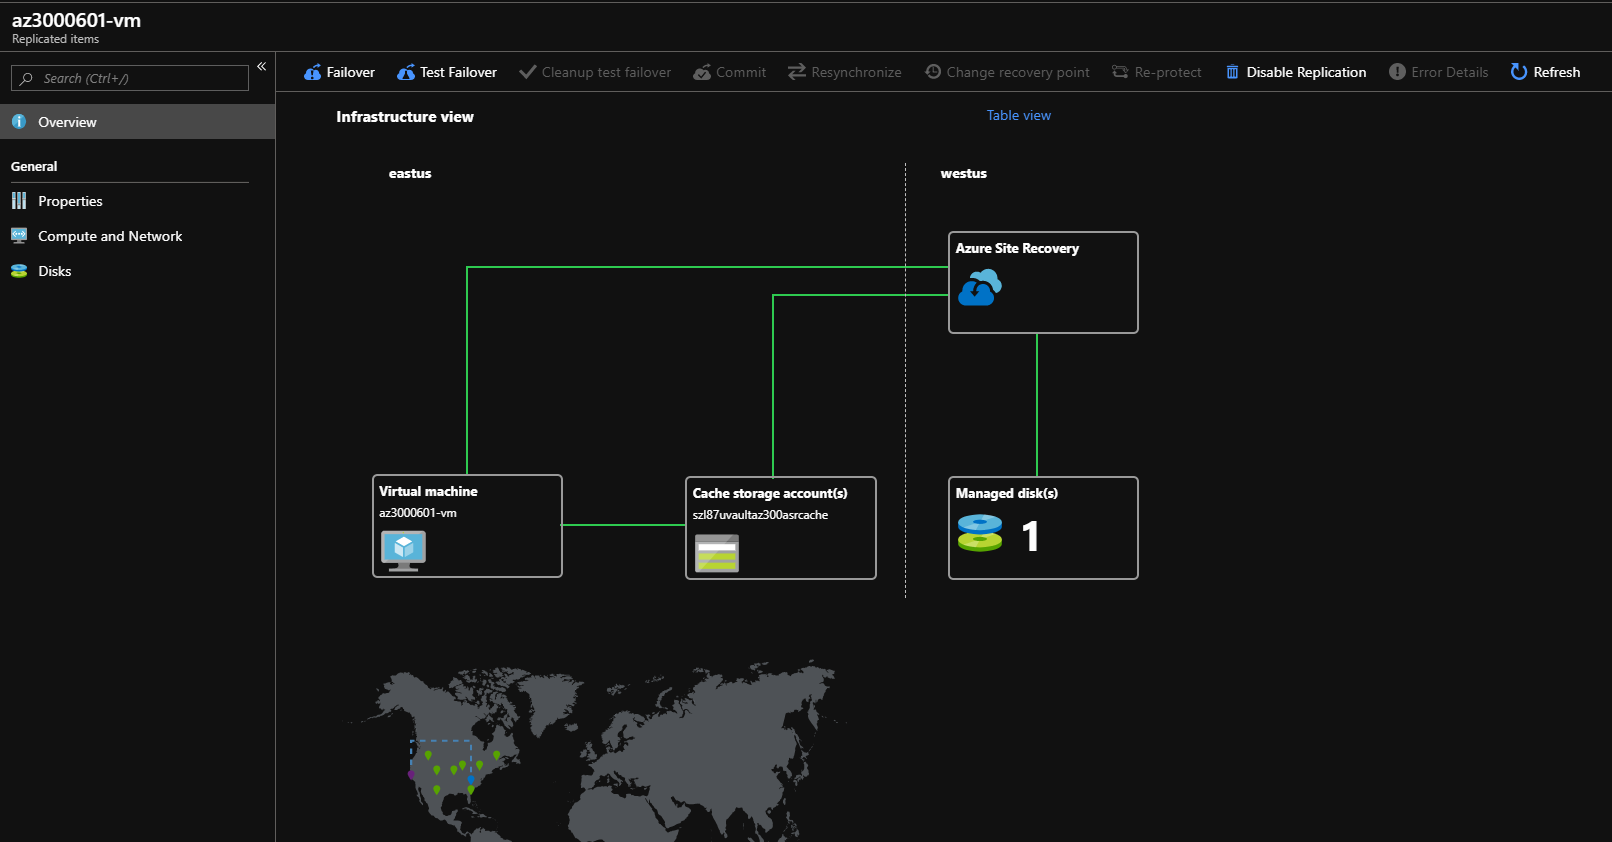 az3000601-vm
Replicated items
Search (Ctrl+/)
«
Failover
Test Failover
Cleanup test failover
Commit
Resynchronize
Change recovery point
Re-protect
Disable Replication
Error Details
Refresh
Overview
General
Properties
Compute and Network
Disks
Infrastructure view
Table view
eastus
westus
Azure Site Recovery
Virtual machine
az3000601-vm
Cache storage account(s)
szl87uvaultaz300asrcache
Managed disk(s)
1